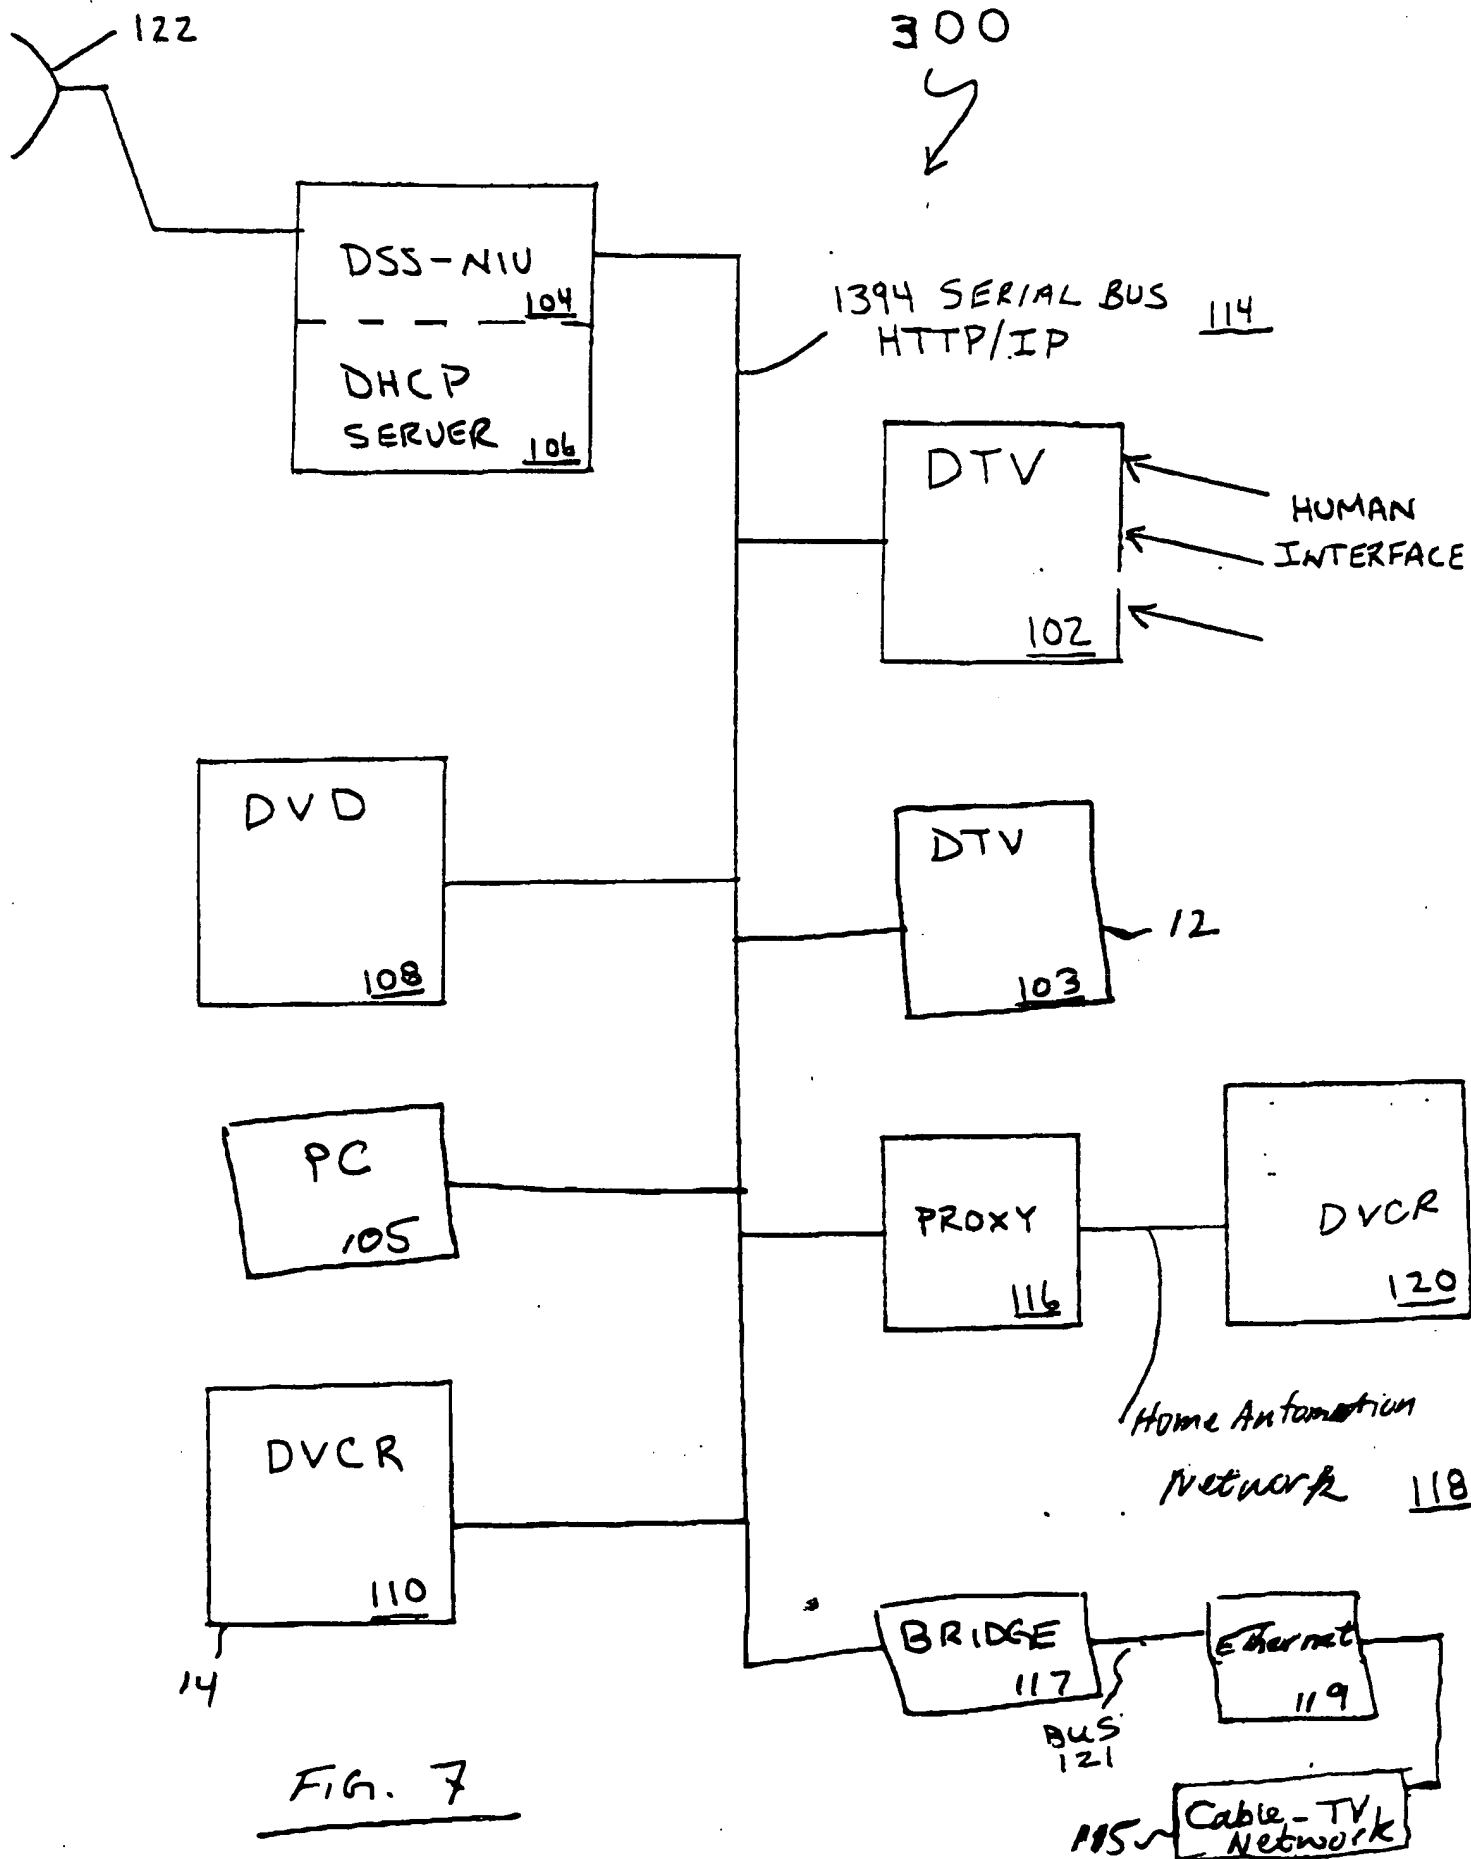 122
300
DSS-NIU
104
DHCP
SERVER
106
1394 SERIAL BUS
HTTP/IP
114
DTV
102
HUMAN
INTERFACE
DVD
108
DTV
12
103
PC
105
PROXY
116
DVCR
120
Home Automation
Network
118
DVCR
110
14
BRIDGE
117
BUS
121
Ethernet
119
Cable-TV
Network
115
FIG. 7